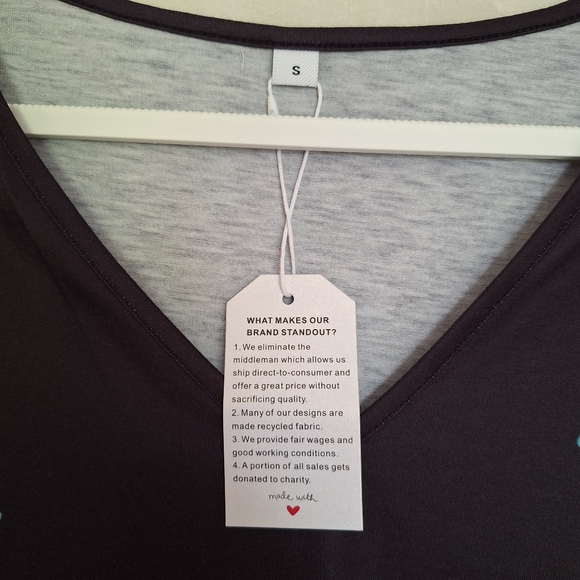 S
WHAT MAKES OUR
BRAND STANDOUT?
1. We eliminate the
middleman which allows us
ship direct-to-consumer and
offer a great price without
sacrificing quality.
2. Many of our designs are
made recycled fabric.
3. We provide fair wages and
good working conditions.
4. A portion of all sales gets
donated to charity.
made with